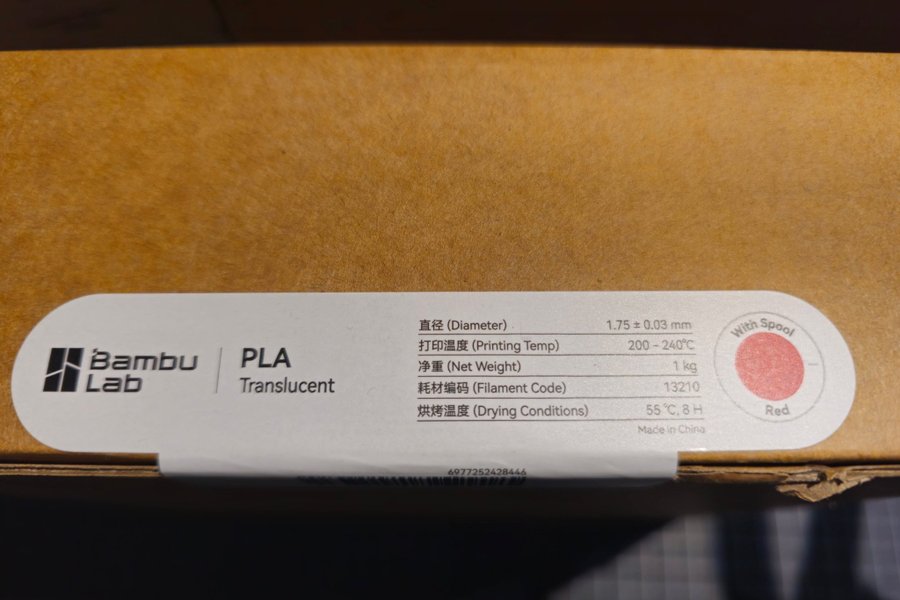 Bambu
Lab
PLA
Translucent
直径 (Diameter) 1.75 ± 0.03 mm
打印温度 (Printing Temp) 200 - 240℃
净重 (Net Weight) 1 kg
耗材编码 (Filament Code) 13210
烘烤温度 (Drying Conditions) 55 ℃, 8 H
Made in China
With Spool
Red
6977252428446